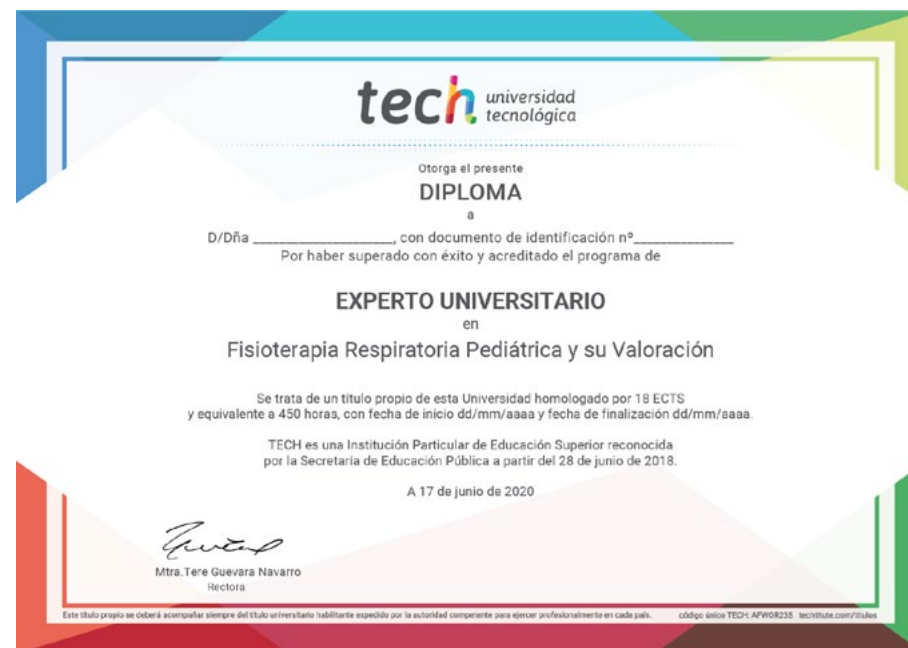 tech universidad
tecnológica
Otorga el presente
DIPLOMA
a
D/Dña _____________________, con documento de identificación nº_______________
Por haber superado con éxito y acreditado el programa de
EXPERTO UNIVERSITARIO
en
Fisioterapia Respiratoria Pediátrica y su Valoración
Se trata de un título propio de esta Universidad homologado por 18 ECTS
y equivalente a 450 horas, con fecha de inicio dd/mm/aaaa y fecha de finalización dd/mm/aaaa.
TECH es una Institución Particular de Educación Superior reconocida
por la Secretaría de Educación Pública a partir del 28 de junio de 2018.
A 17 de junio de 2020
Mtra.Tere Guevara Navarro
Rectora
Este título propio se deberá acompañar siempre del título universitario habilitante expedido por la autoridad competente para ejercer profesionalmente en cada país. código único TECH: AFWOR235 techtitute.com/titulos